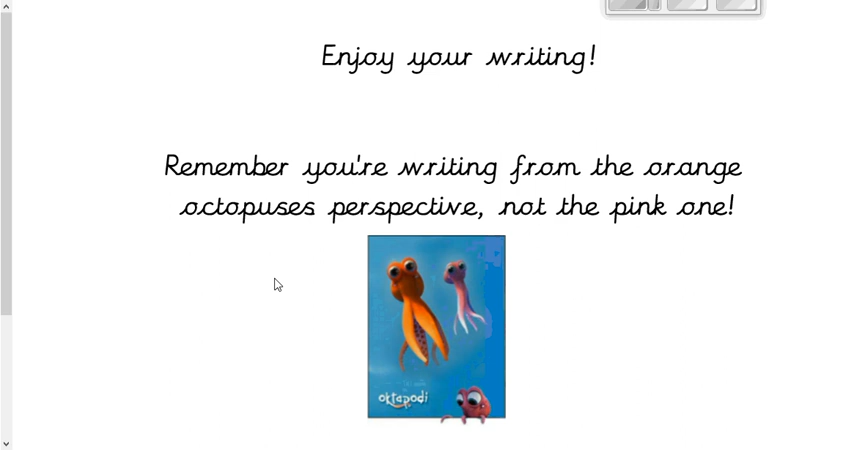 Enjoy your writing!
Remember you're writing from the orange
octopuses perspective, not the pink one!
oktapodi